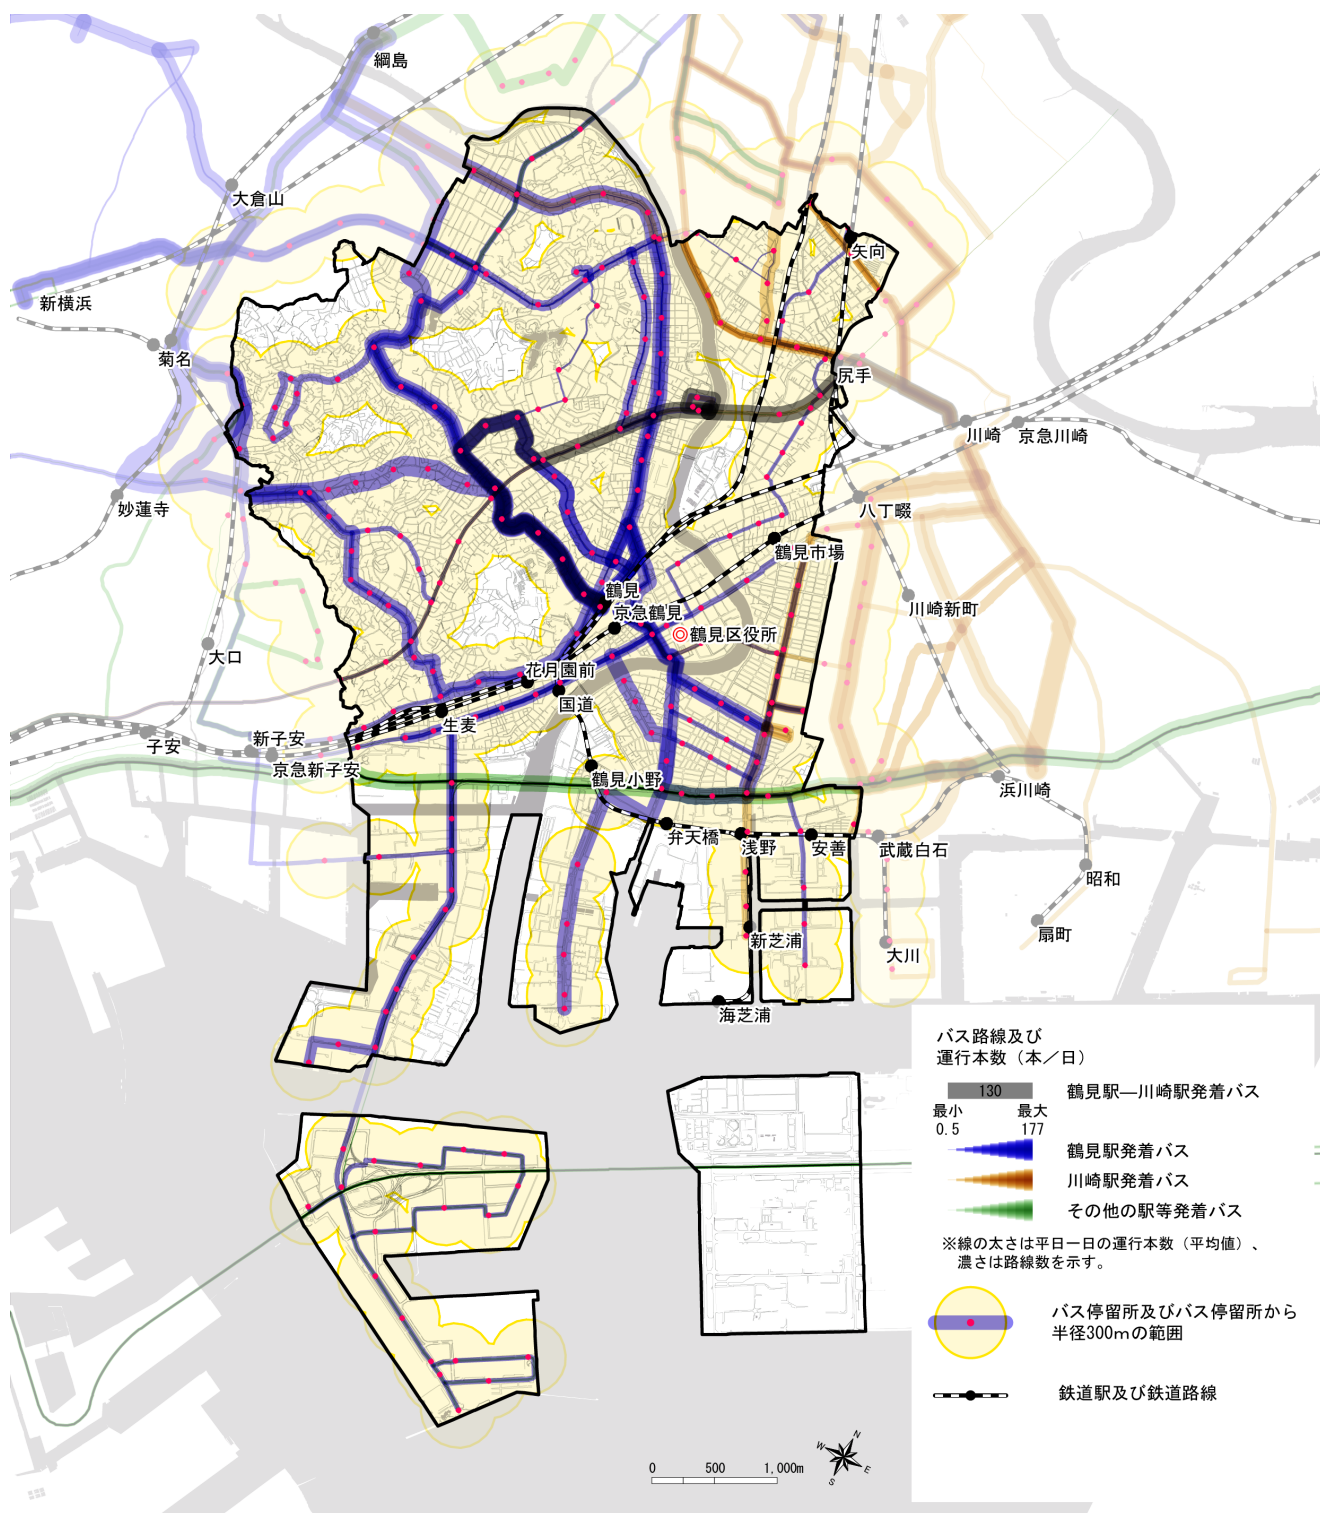 綱島
大倉山
新横浜
菊名
矢向
尻手
川崎
京急川崎
妙蓮寺
八丁畷
鶴見市場
鶴見
京急鶴見
鶴見区役所
川崎新町
大口
花月園前
国道
生麦
子安
新子安
京急新子安
鶴見小野
浜川崎
弁天橋
浅野
安善
武蔵白石
昭和
扇町
新芝浦
大川
海芝浦
バス路線及び
運行本数（本／日）
130
鶴見駅―川崎駅発着バス
最小
最大
0.5
177
鶴見駅発着バス
川崎駅発着バス
その他の駅等発着バス
※線の太さは平日一日の運行本数（平均値）、
濃さは路線数を示す。
バス停留所及びバス停留所から
半径300mの範囲
鉄道駅及び鉄道路線
N
W
E
S
0
500
1,000m